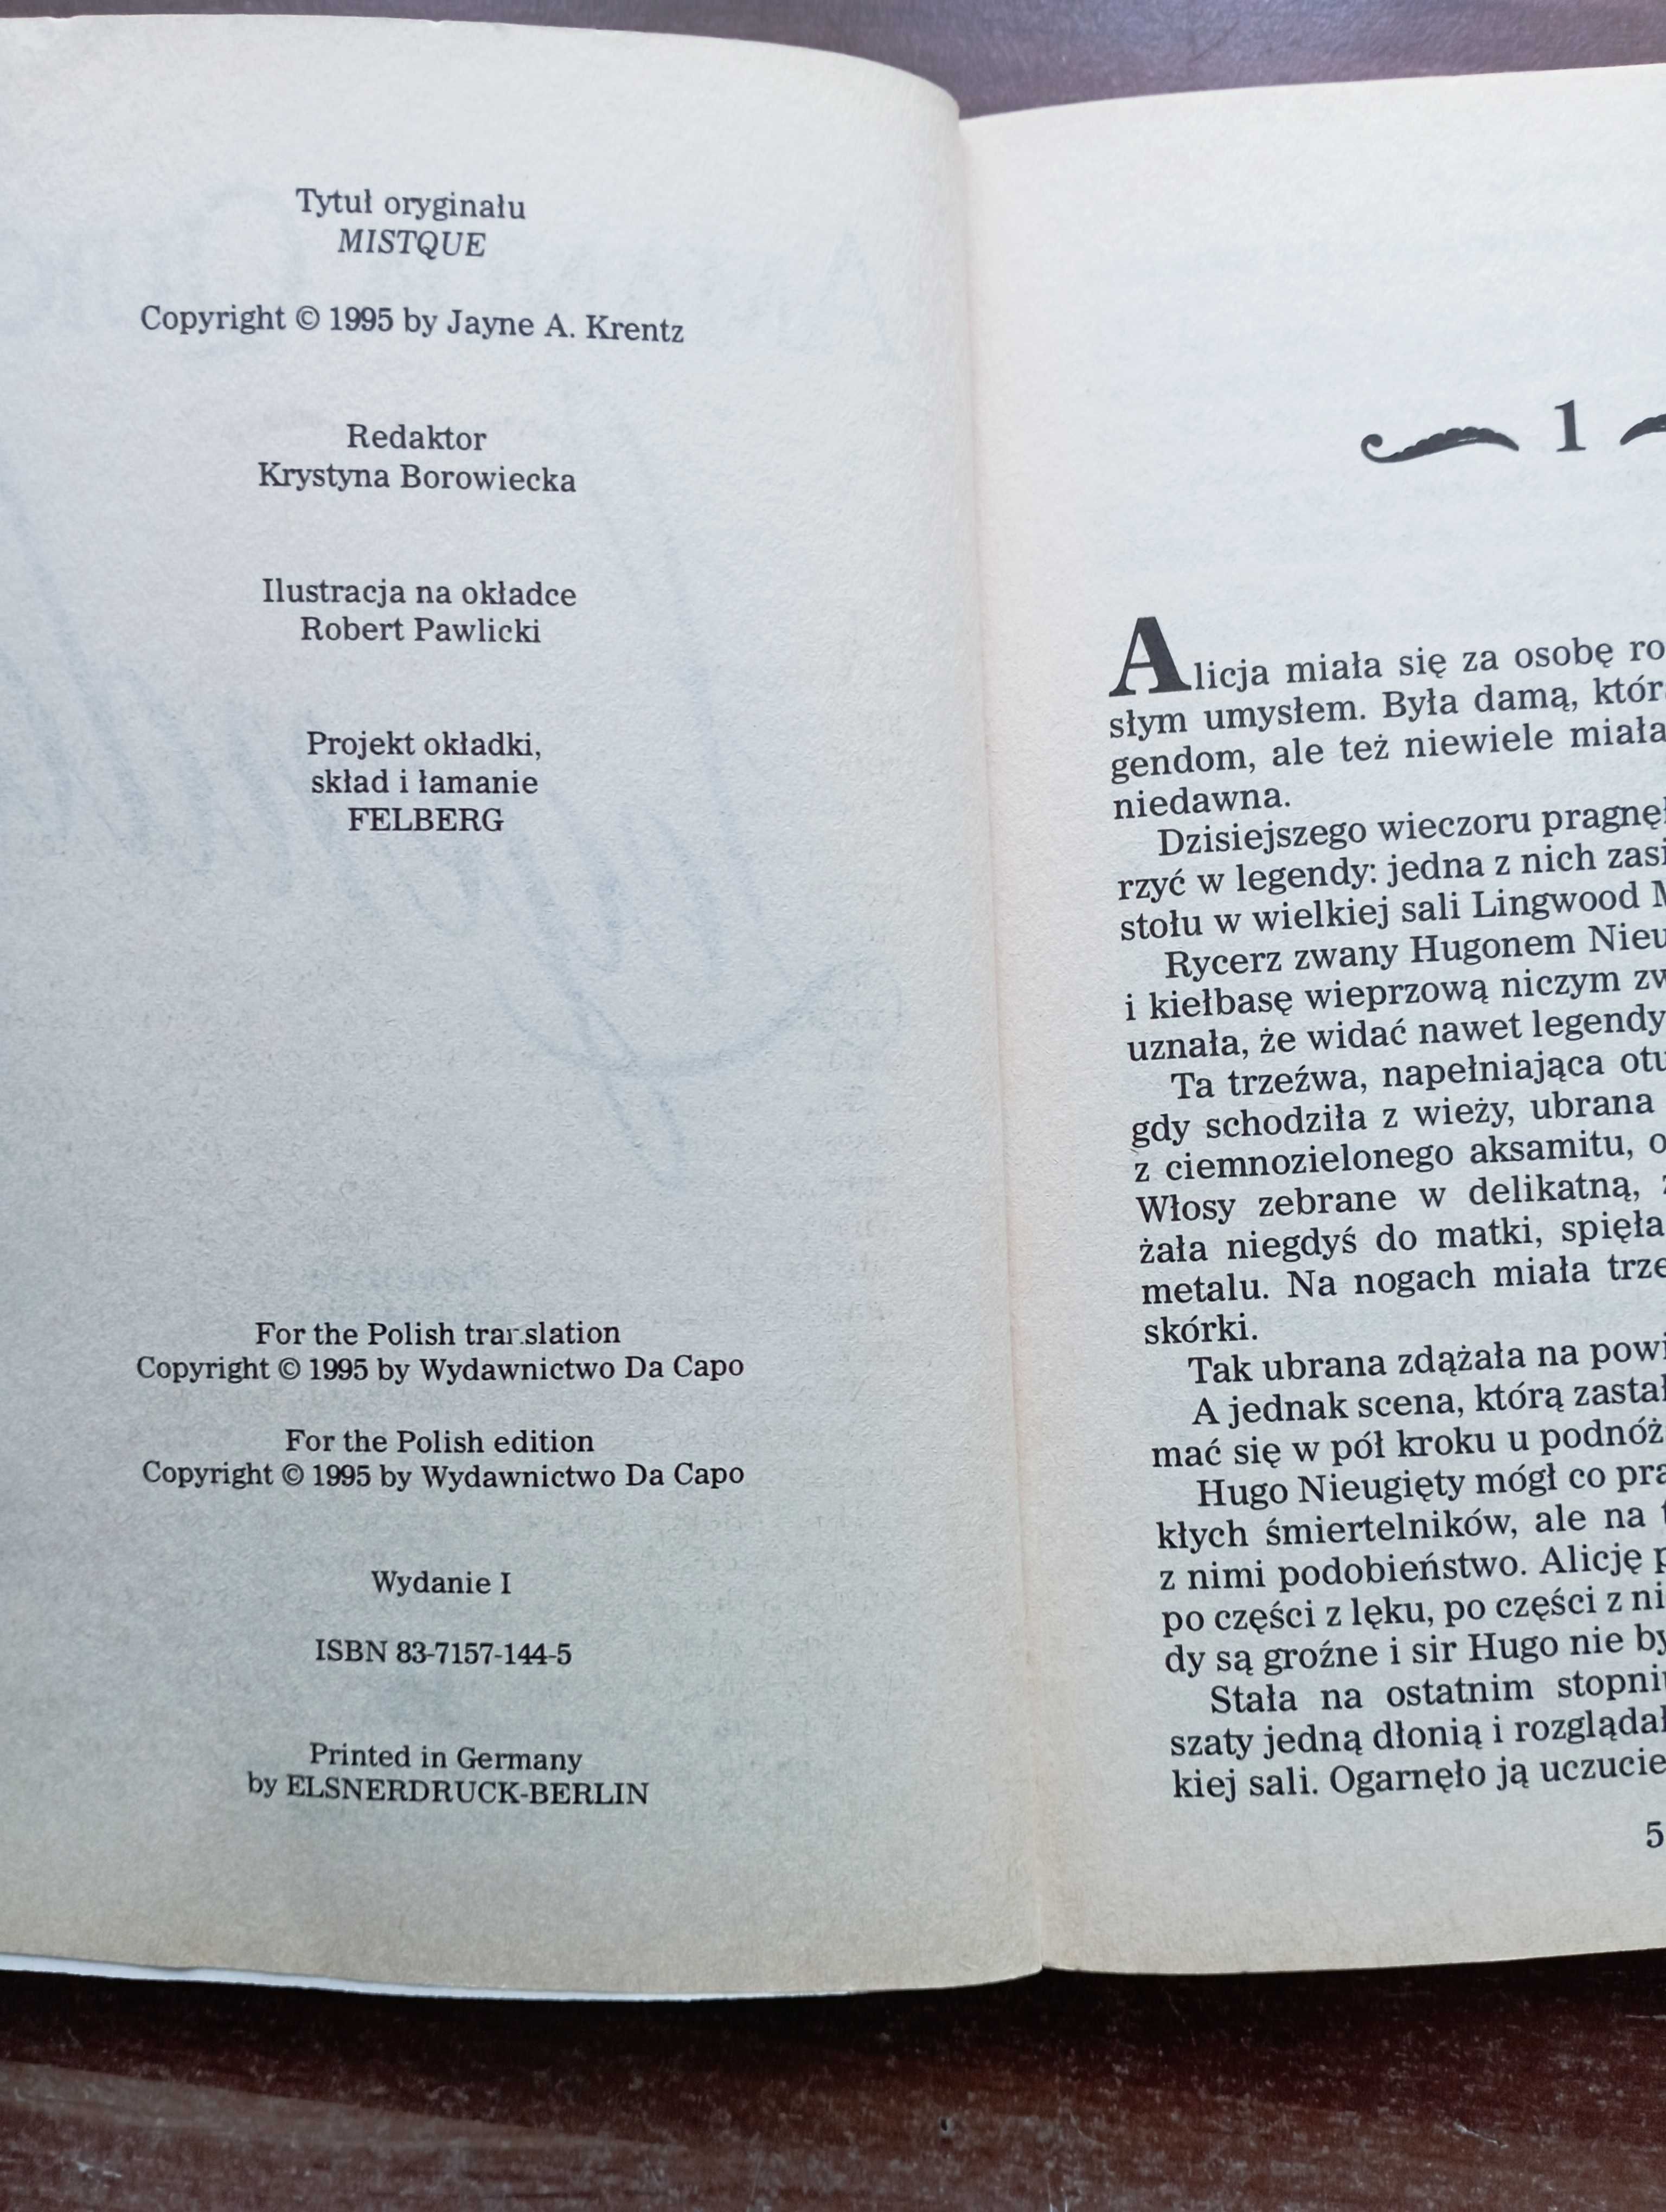 Tytuł oryginału
MISTQUE
Copyright © 1995 by Jayne A. Krentz
Redaktor
Krystyna Borowiecka
Ilustracja na okładce
Robert Pawlicki
Projekt okładki,
skład i łamanie
FELBERG
For the Polish translation
Copyright © 1995 by Wydawnictwo Da Capo
For the Polish edition
Copyright © 1995 by Wydawnictwo Da Capo
Wydanie I
ISBN 83-7157-144-5
Printed in Germany
by ELSNERDRUCK-BERLIN
1
Alicja miała się za osobę ro
słym umysłem. Była damą, któr
gendom, ale też niewiele miała
niedawna.
Dzisiejszego wieczoru pragnę
rzyć w legendy: jedna z nich zasi
stołu w wielkiej sali Lingwood
Rycerz zwany Hugonem Nieu
i kiełbasę wieprzową niczym zw
uznała, że widać nawet legendy
Ta trzeźwa, napełniająca otu
gdy schodziła z wieży, ubrana
z ciemnozielonego aksamitu, o
Włosy zebrane w delikatną, z
żała niegdyś do matki, spięła
metalu. Na nogach miała trze
skórki.
Tak ubrana zdążała na powi
A jednak scena, którą zastał
mać się w pół kroku u podnóż
Hugo Nieugięty mógł co pra
kłych śmiertelników, ale na t
z nimi podobieństwo. Alicję p
po części z lęku, po części z ni
dy są groźne i sir Hugo nie by
Stała na ostatnim stopniu
szaty jedną dłonią i rozglądał
kiej sali. Ogarnęło ją uczucie
5